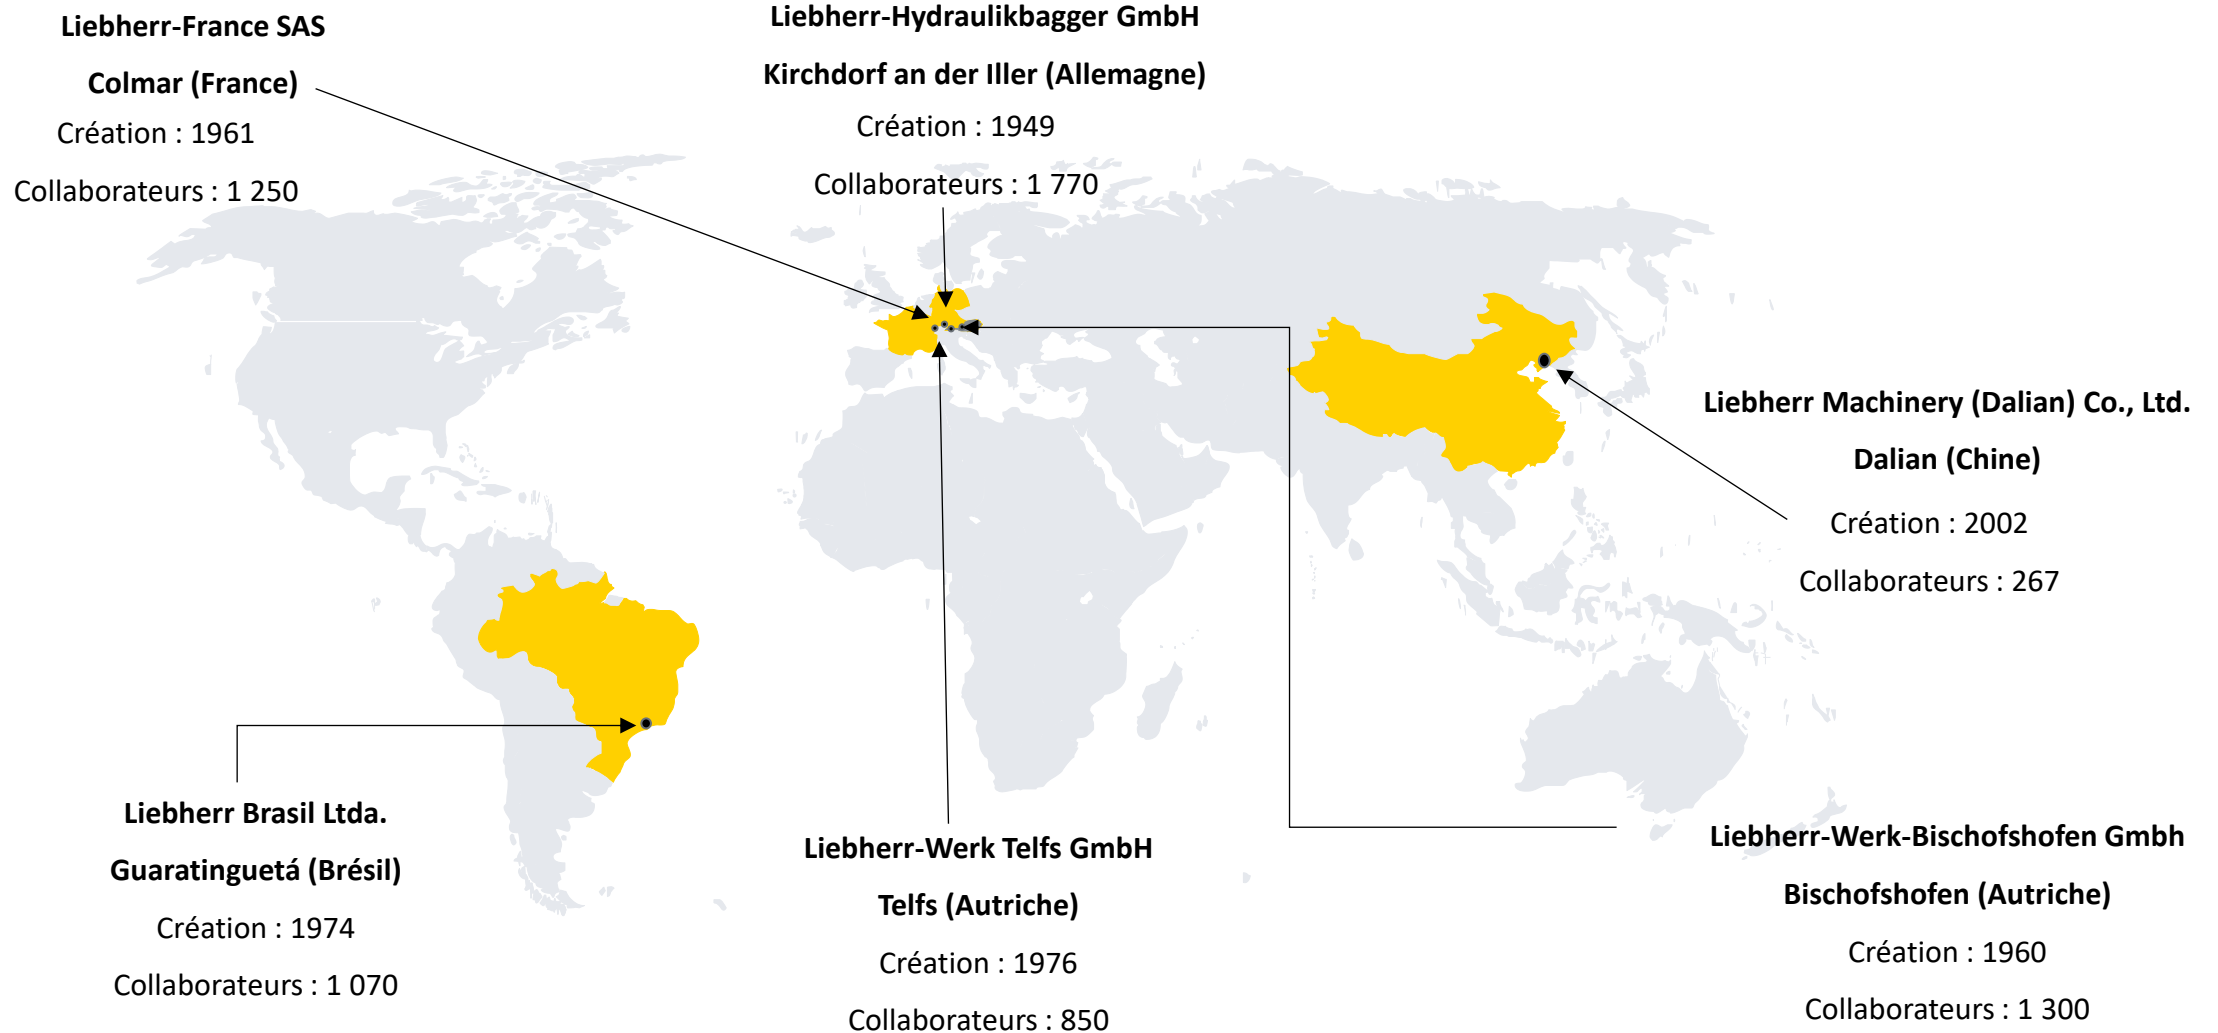 Liebherr-France SAS
Colmar (France)
Création : 1961
Collaborateurs : 1 250
Liebherr-Hydraulikbagger GmbH
Kirchdorf an der Iller (Allemagne)
Création : 1949
Collaborateurs : 1 770
Liebherr Machinery (Dalian) Co., Ltd.
Dalian (Chine)
Création : 2002
Collaborateurs : 267
Liebherr Brasil Ltda.
Guaratinguetá (Brésil)
Création : 1974
Collaborateurs : 1 070
Liebherr-Werk Telfs GmbH
Telfs (Autriche)
Création : 1976
Collaborateurs : 850
Liebherr-Werk-Bischofshofen Gmbh
Bischofshofen (Autriche)
Création : 1960
Collaborateurs : 1 300